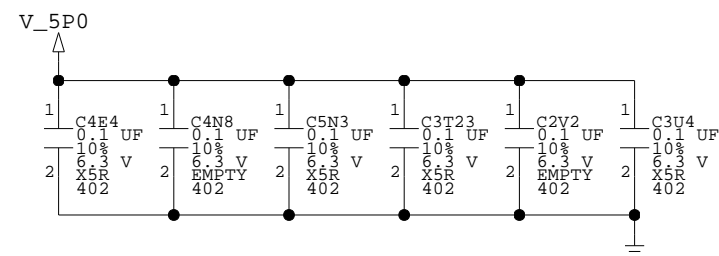 V_5P0
1
C4E4
0.1 UF
10%
6.3 V
2
X5R
402
1
C4N8
0.1 UF
10%
6.3 V
2
EMPTY
402
1
C5N3
0.1 UF
10%
6.3 V
2
X5R
402
1
C3T23
0.1 UF
10%
6.3 V
2
X5R
402
1
C2V2
0.1 UF
10%
6.3 V
2
EMPTY
402
1
C3U4
0.1 UF
10%
6.3 V
2
X5R
402